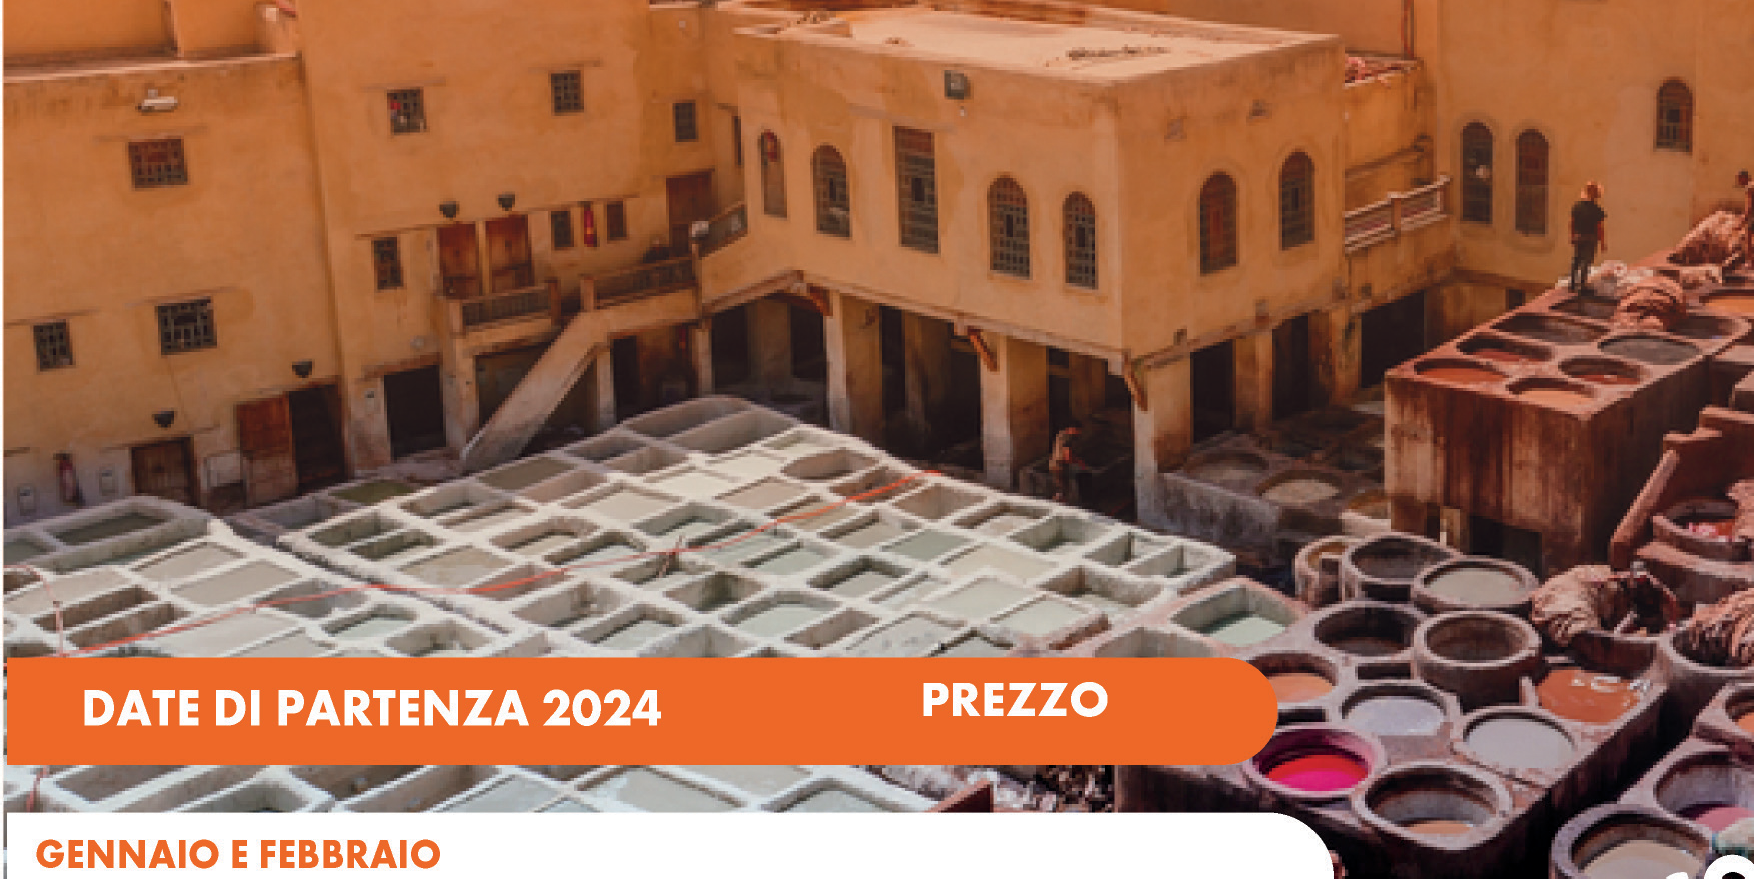 DATE DI PARTENZA 2024
PREZZO
GENNAIO E FEBBRAIO